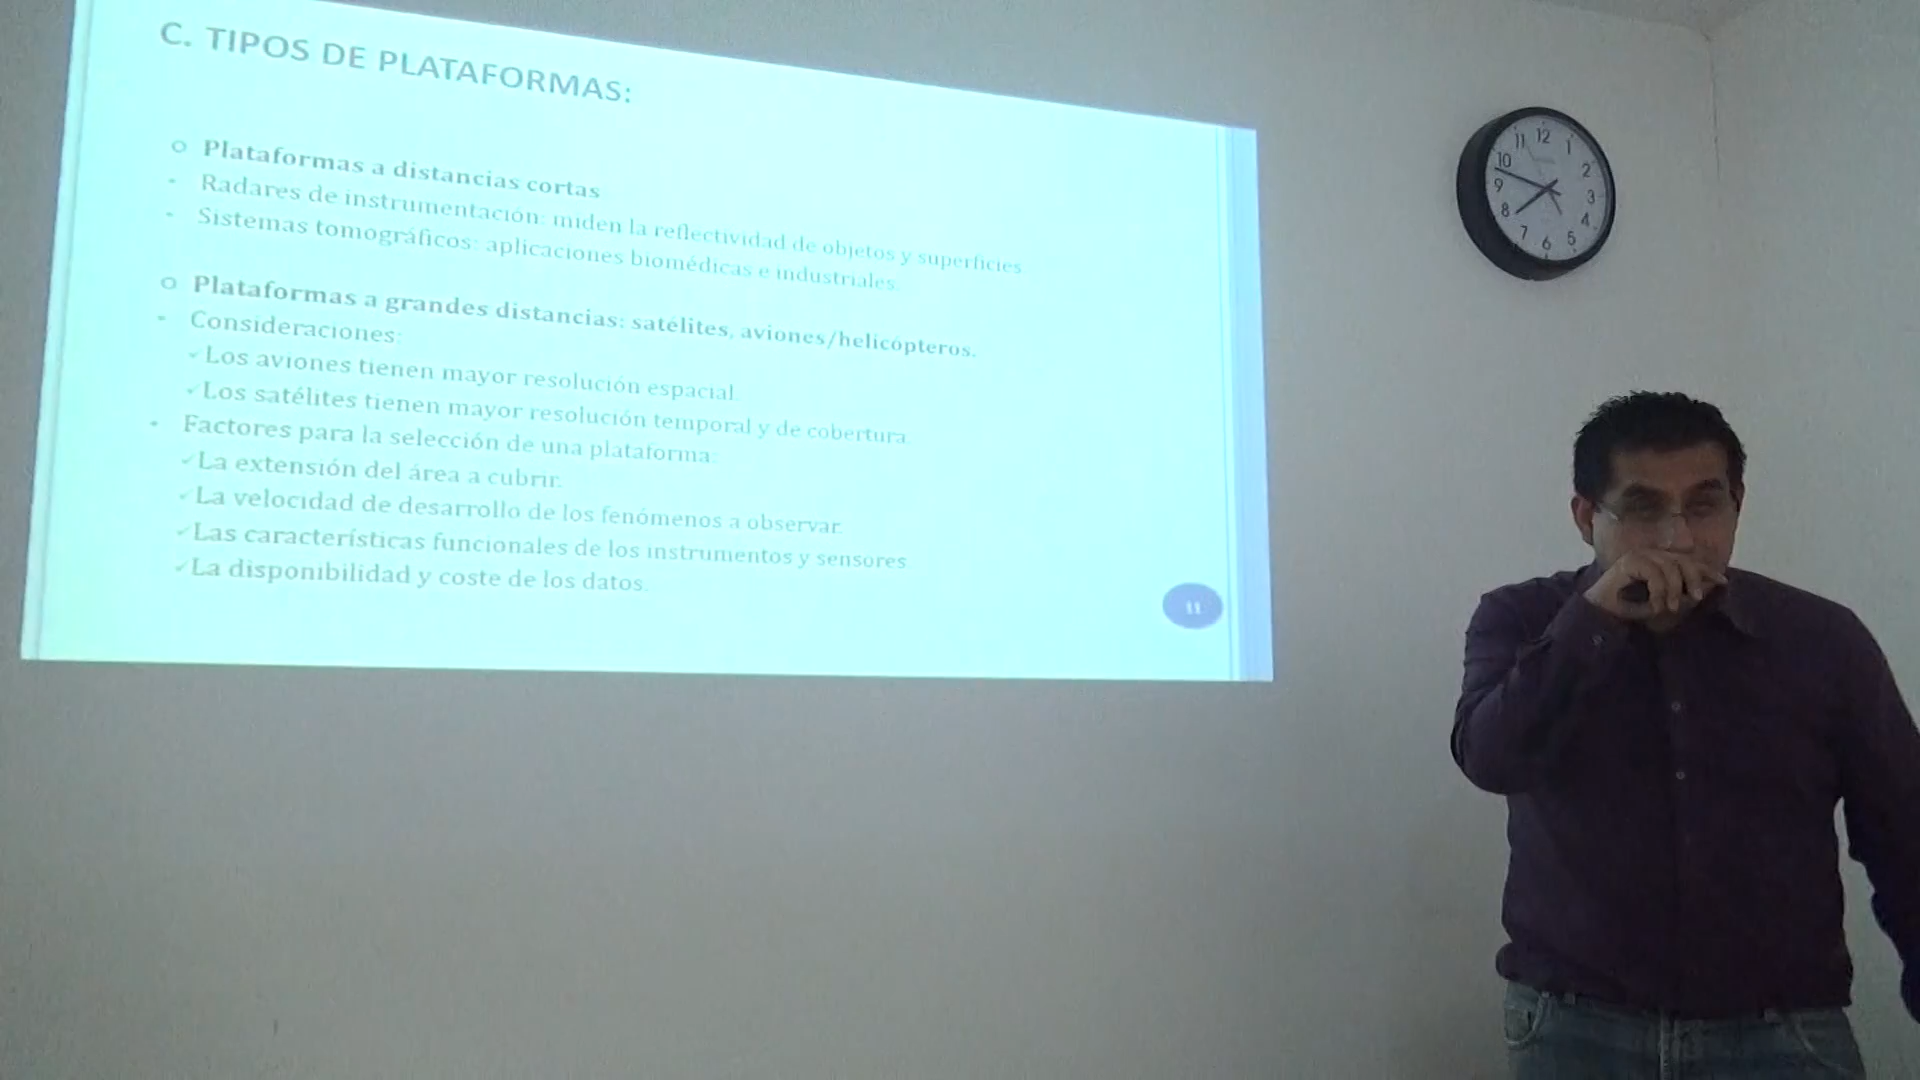 C. TIPOS DE PLATAFORMAS:
o Plataformas a distancias cortas
- Radares de instrumentación: miden la reflectividad de objetos y superficies
- Sistemas tomográficos: aplicaciones biomédicas e industriales.
o Plataformas a grandes distancias: satélites, aviones/helicópteros.
- Consideraciones:
✓Los aviones tienen mayor resolución espacial.
✓Los satélites tienen mayor resolución temporal y de cobertura.
- Factores para la selección de una plataforma:
✓La extensión del área a cubrir.
✓La velocidad de desarrollo de los fenómenos a observar.
✓Las características funcionales de los instrumentos y sensores
✓La disponibilidad y coste de los datos.
11
12
1
2
3
4
5
6
7
8
9
10
11